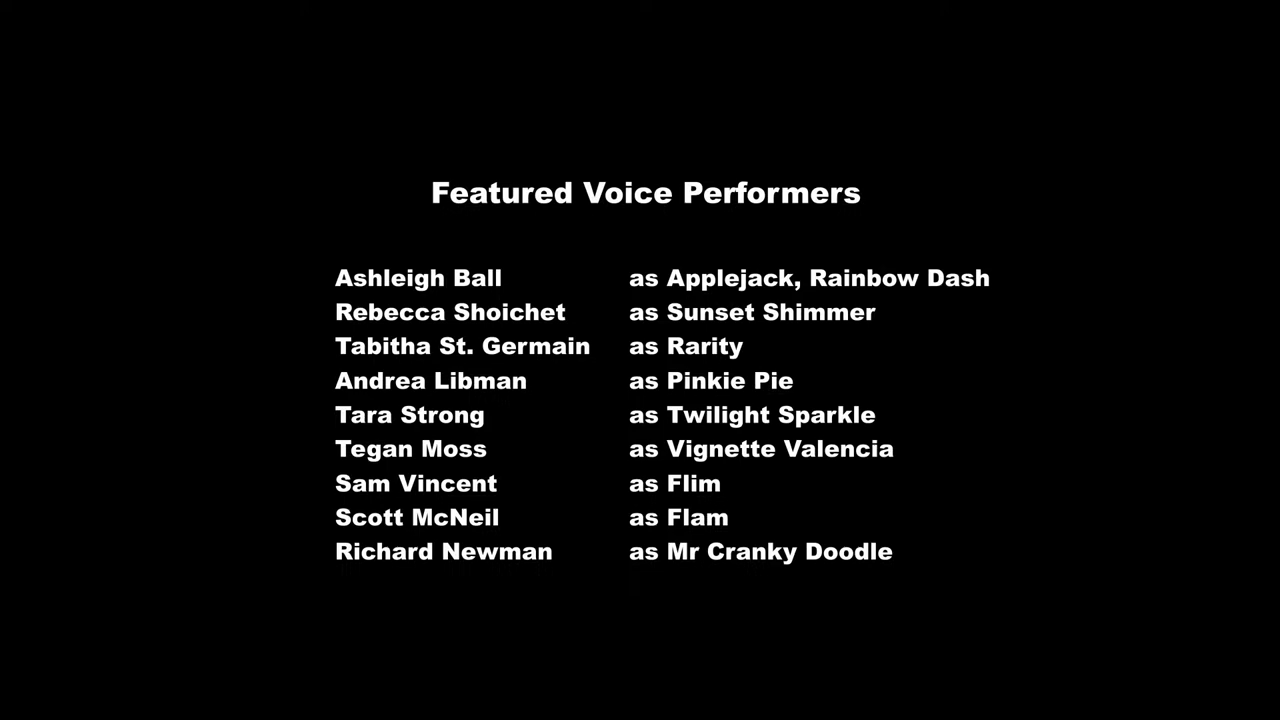 Featured Voice Performers
Ashleigh Ball as Applejack, Rainbow Dash
Rebecca Shoichet as Sunset Shimmer
Tabitha St. Germain as Rarity
Andrea Libman as Pinkie Pie
Tara Strong as Twilight Sparkle
Tegan Moss as Vignette Valencia
Sam Vincent as Flim
Scott McNeil as Flam
Richard Newman as Mr Cranky Doodle